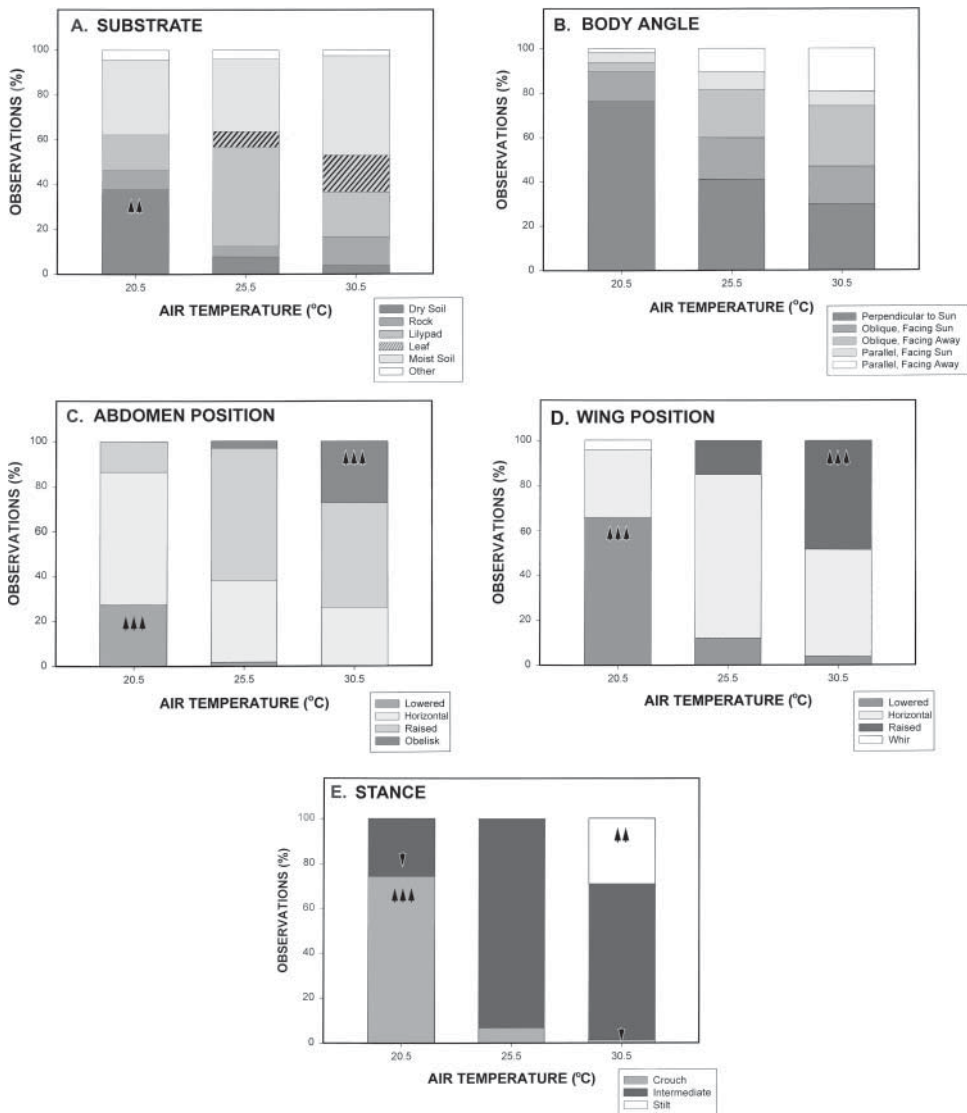 A. SUBSTRATE
100
80
60
40
20
0
OBSERVATIONS (%)
20.5 25.5 30.5
AIR TEMPERATURE (°C)
Dry Soil
Rock
Lilypad
Leaf
Moist Soil
Other
B. BODY ANGLE
100
80
60
40
20
0
OBSERVATIONS (%)
20.5 25.5 30.5
AIR TEMPERATURE (°C)
Perpendicular to Sun
Oblique, Facing Sun
Oblique, Facing Away
Parallel, Facing Sun
Parallel, Facing Away
C. ABDOMEN POSITION
100
80
60
40
20
0
OBSERVATIONS (%)
20.5 25.5 30.5
AIR TEMPERATURE (°C)
Lowered
Horizontal
Raised
Obelisk
D. WING POSITION
100
80
60
40
20
0
OBSERVATIONS (%)
20.5 25.5 30.5
AIR TEMPERATURE (°C)
Lowered
Horizontal
Raised
Whir
E. STANCE
100
80
60
40
20
0
OBSERVATIONS (%)
20.5 25.5 30.5
AIR TEMPERATURE (°C)
Crouch
Intermediate
Stilt